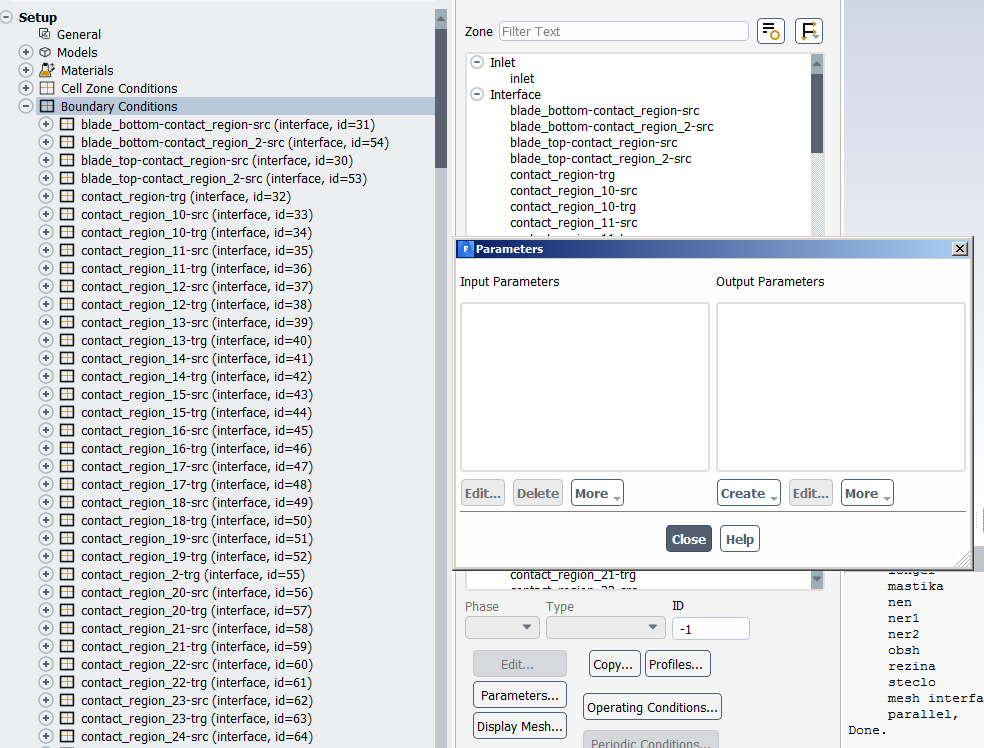 Setup
General
Models
Materials
Cell Zone Conditions
Boundary Conditions
blade_bottom-contact_region-src (interface, id=31)
blade_bottom-contact_region_2-src (interface, id=54)
blade_top-contact_region-src (interface, id=30)
blade_top-contact_region_2-src (interface, id=53)
contact_region-trg (interface, id=32)
contact_region_10-src (interface, id=33)
contact_region_10-trg (interface, id=34)
contact_region_11-src (interface, id=35)
contact_region_11-trg (interface, id=36)
contact_region_12-src (interface, id=37)
contact_region_12-trg (interface, id=38)
contact_region_13-src (interface, id=39)
contact_region_13-trg (interface, id=40)
contact_region_14-src (interface, id=41)
contact_region_14-trg (interface, id=42)
contact_region_15-src (interface, id=43)
contact_region_15-trg (interface, id=44)
contact_region_16-src (interface, id=45)
contact_region_16-trg (interface, id=46)
contact_region_17-src (interface, id=47)
contact_region_17-trg (interface, id=48)
contact_region_18-src (interface, id=49)
contact_region_18-trg (interface, id=50)
contact_region_19-src (interface, id=51)
contact_region_19-trg (interface, id=52)
contact_region_2-trg (interface, id=55)
contact_region_20-src (interface, id=56)
contact_region_20-trg (interface, id=57)
contact_region_21-src (interface, id=58)
contact_region_21-trg (interface, id=59)
contact_region_22-src (interface, id=60)
contact_region_22-trg (interface, id=61)
contact_region_23-src (interface, id=62)
contact_region_23-trg (interface, id=63)
contact_region_24-src (interface, id=64)
Zone Filter Text
Inlet
inlet
Interface
blade_bottom-contact_region-src
blade_bottom-contact_region_2-src
blade_top-contact_region-src
blade_top-contact_region_2-src
contact_region-trg
contact_region_10-src
contact_region_10-trg
contact_region_11-src
F Parameters
Input Parameters Output Parameters
Edit... Delete More Create Edit... More
Close Help
contact_region_21-trg
Phase Type ID
-1
Edit... Copy... Profiles...
Parameters... Operating Conditions...
Display Mesh... Periodic Conditions...
mastika
nen
ner1
ner2
obsh
rezina
steclo
mesh interfa
parallel,
Done.